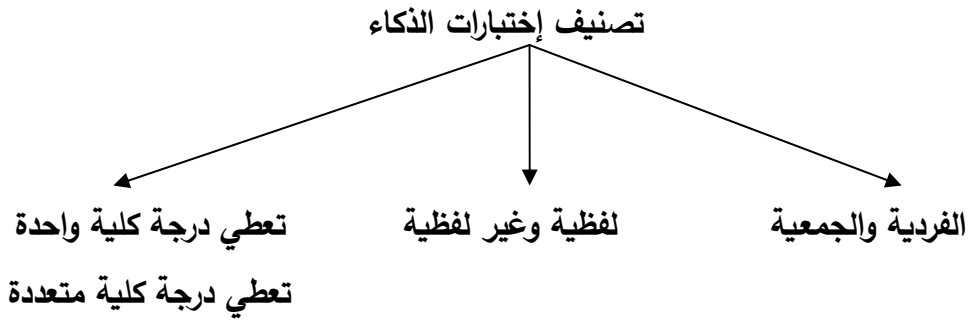 تصنيف إختبارات الذكاء
الفردية والجمعية
لفظية وغير لفظية
تعطي درجة كلية واحدة
تعطي درجة كلية متعددة